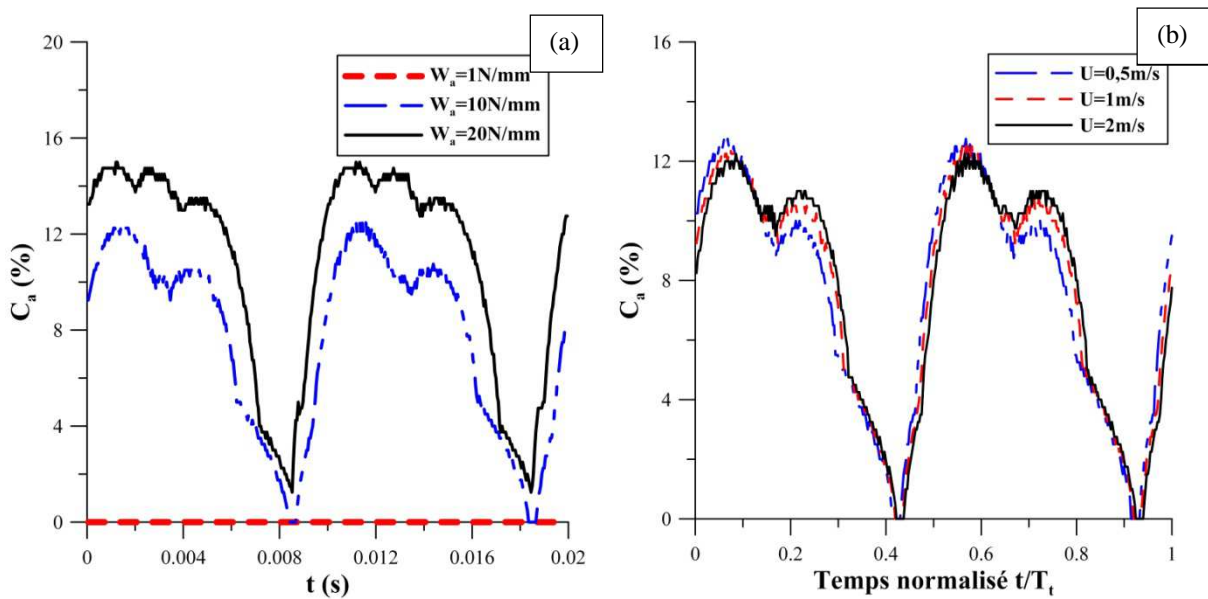 (a)
20
16
12
8
4
0
C_a (%)
W_a=1N/mm
W_a=10N/mm
W_a=20N/mm
0 0.004 0.008 0.012 0.016 0.02
t (s)
(b)
16
12
8
4
0
C_a (%)
U=0,5m/s
U=1m/s
U=2m/s
0 0.2 0.4 0.6 0.8 1
Temps normalisé t/T_t